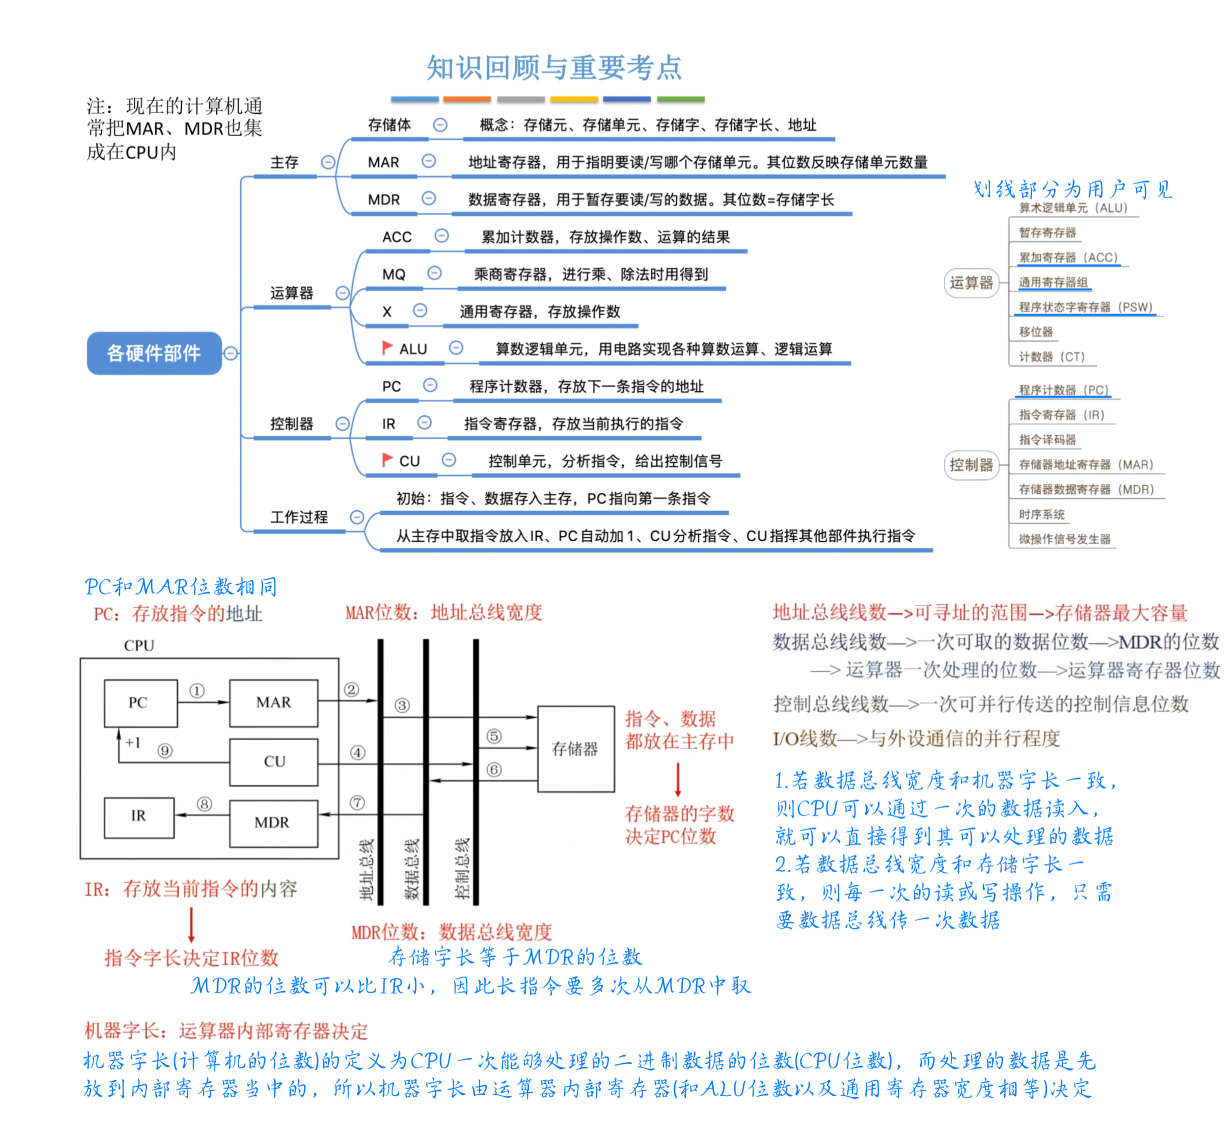 知识回顾与重要考点
注：现在的计算机通
常把MAR、MDR也集
成在CPU内
各硬件部件
主存
存储体
概念：存储元、存储单元、存储字、存储字长、地址
MAR
地址寄存器，用于指明要读/写哪个存储单元。其位数反映存储单元数量
MDR
数据寄存器，用于暂存要读/写的数据。其位数=存储字长
运算器
ACC
累加计数器，存放操作数、运算的结果
MQ
乘商寄存器，进行乘、除法时用得到
X
通用寄存器，存放操作数
ALU
算数逻辑单元，用电路实现各种算数运算、逻辑运算
控制器
PC
程序计数器，存放下一条指令的地址
IR
指令寄存器，存放当前执行的指令
CU
控制单元，分析指令，给出控制信号
工作过程
初始：指令、数据存入主存，PC指向第一条指令
从主存中取指令放入IR、PC自动加1、CU分析指令、CU指挥其他部件执行指令
划线部分为用户可见
运算器
算术逻辑单元（ALU）
暂存寄存器
累加寄存器（ACC）
通用寄存器组
程序状态字寄存器（PSW）
移位器
计数器（CT）
控制器
程序计数器（PC）
指令寄存器（IR）
指令译码器
存储器地址寄存器（MAR）
存储器数据寄存器（MDR）
时序系统
微操作信号发生器
PC和MAR位数相同
PC：存放指令的地址
MAR位数：地址总线宽度
CPU
PC
①
MAR
②
③
+1
⑨
CU
④
⑤
⑥
存储器
IR
⑧
MDR
⑦
地址总线
数据总线
控制总线
指令、数据
都放在主存中
存储器的字数
决定PC位数
IR：存放当前指令的内容
指令字长决定IR位数
MDR位数：数据总线宽度
存储字长等于MDR的位数
MDR的位数可以比IR小，因此长指令要多次从MDR中取
地址总线线数—>可寻址的范围—>存储器最大容量
数据总线线数—>一次可取的数据位数—>MDR的位数
—> 运算器一次处理的位数—>运算器寄存器位数
控制总线线数—>一次可并行传送的控制信息位数
I/O线数—>与外设通信的并行程度
1.若数据总线宽度和机器字长一致，
则CPU可以通过一次的数据读入，
就可以直接得到其可以处理的数据
2.若数据总线宽度和存储字长一
致，则每一次的读或写操作，只需
要数据总线传一次数据
机器字长：运算器内部寄存器决定
机器字长(计算机的位数)的定义为CPU一次能够处理的二进制数据的位数(CPU位数)，而处理的数据是先
放到内部寄存器当中的，所以机器字长由运算器内部寄存器(和ALU位数以及通用寄存器宽度相等)决定